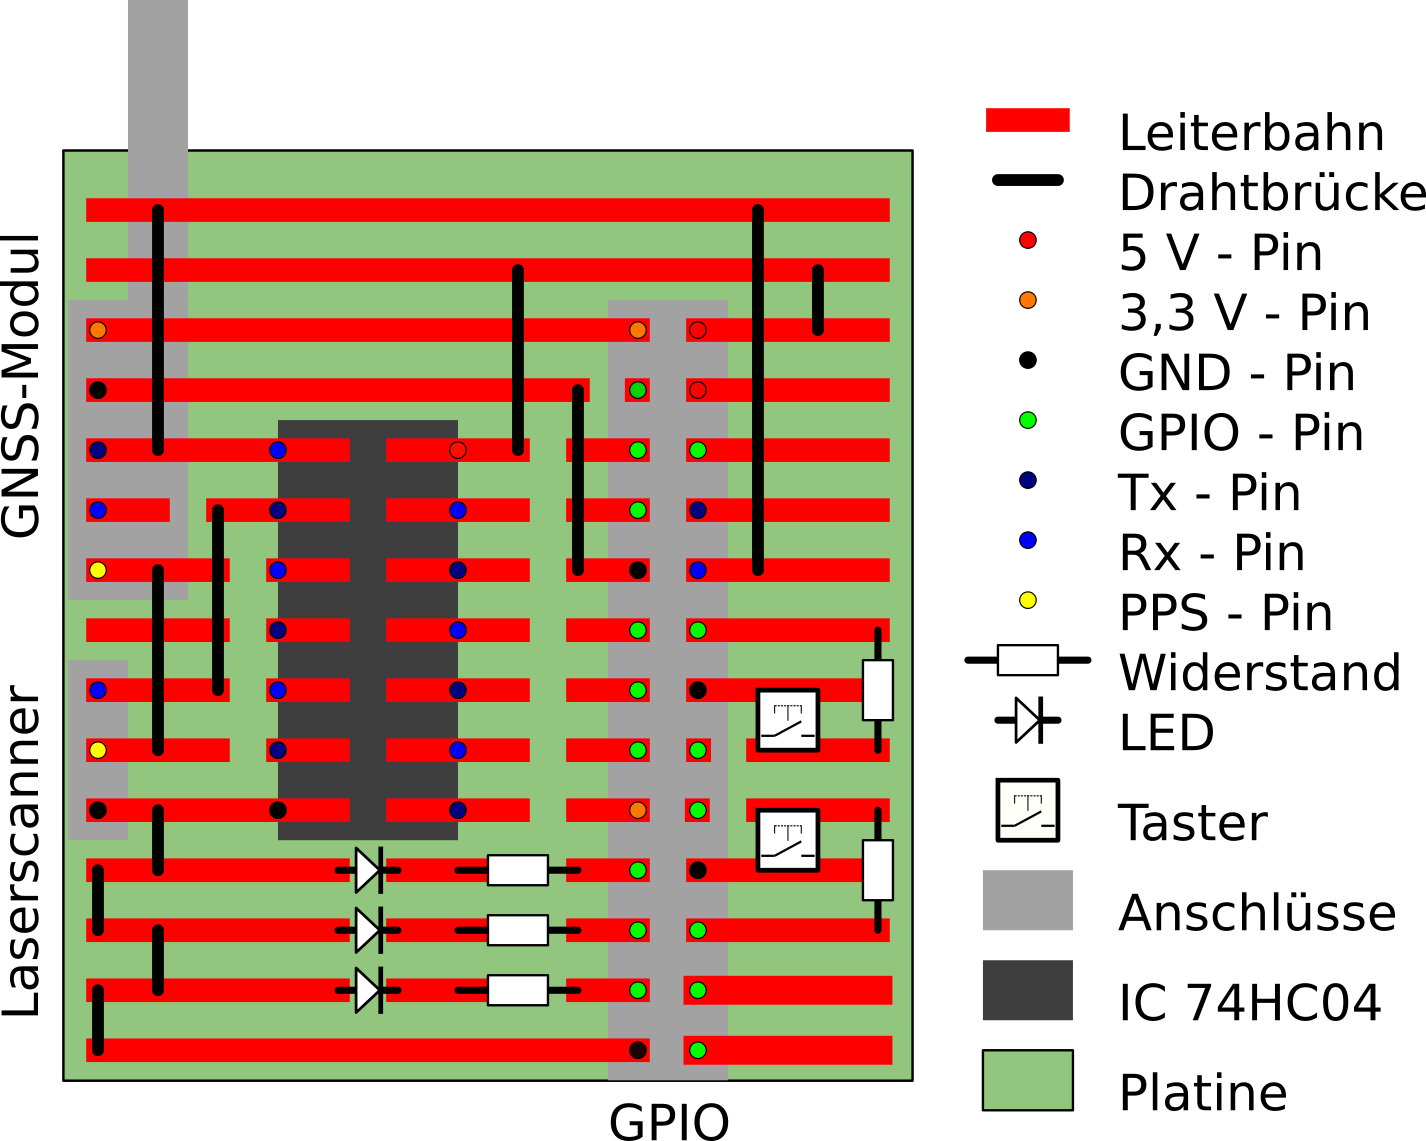 GNSS-Modul
Laserscanner
GPIO
Leiterbahn
Drahtbrücke
5 V - Pin
3,3 V - Pin
GND - Pin
GPIO - Pin
Tx - Pin
Rx - Pin
PPS - Pin
Widerstand
LED
Taster
Anschlüsse
IC 74HC04
Platine